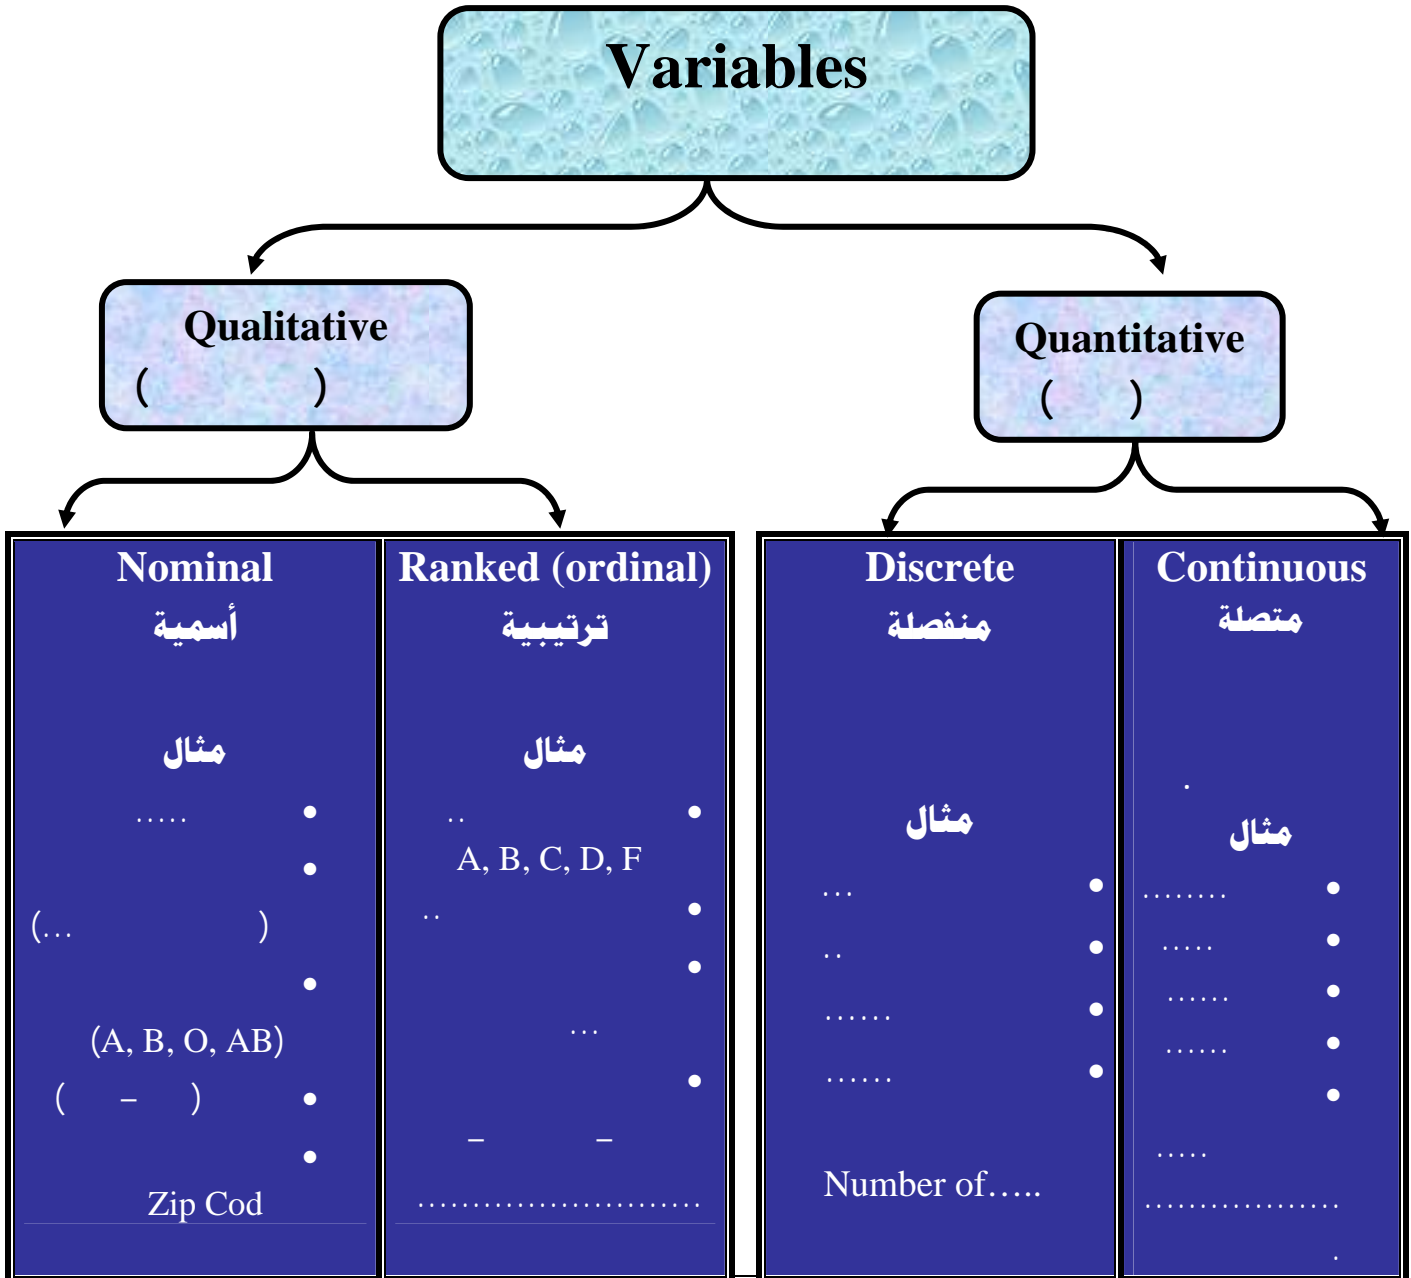 Variables
Qualitative
(          )
Quantitative
(     )
Nominal
أسمية
مثال
• .....
•
(...          )
•
(A, B, O, AB)
• (    –    )
•
Zip Cod
Ranked (ordinal)
ترتيبية
مثال
• ..
A, B, C, D, F
• ..
•
...
•
–          –
..........................
Discrete
منفصلة
مثال
• ...
• ..
• ......
• ......
Number of…..
Continuous
متصلة
.
مثال
• ........
• .....
• ......
• ......
•
.....
..................
.